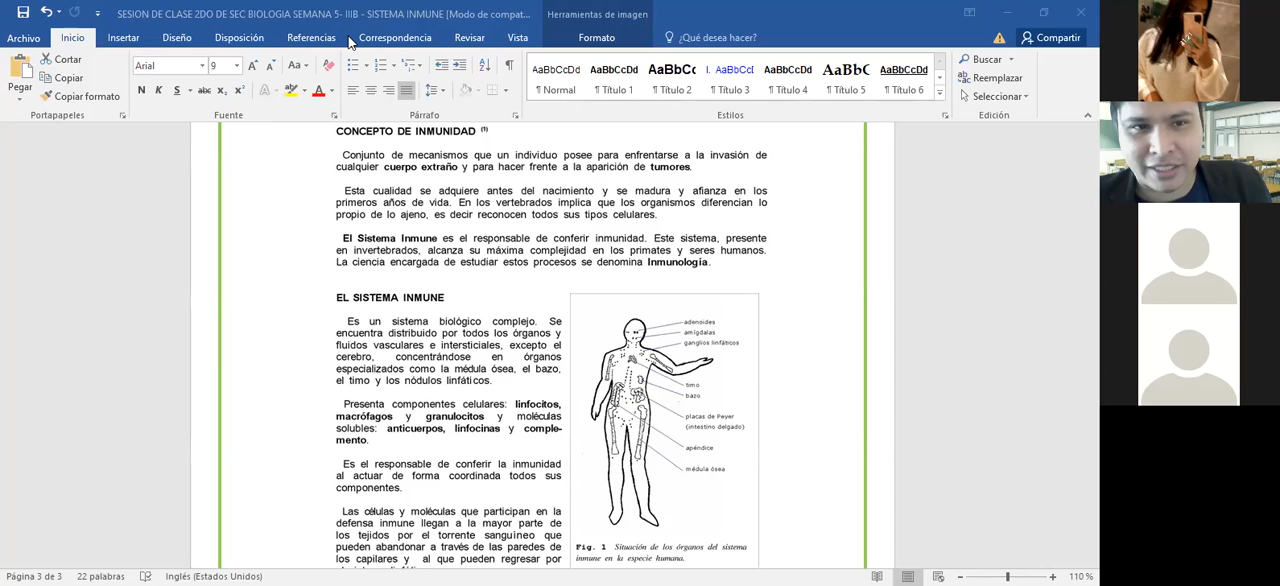 SESION DE CLASE 2DO DE SEC BIOLOGIA SEMANA 5- IIIB - SISTEMA INMUNE [Modo de compat...
Herramientas de imagen
Archivo
Inicio
Insertar
Diseño
Disposición
Referencias
Correspondencia
Revisar
Vista
Formato
¿Qué desea hacer?
Compartir
Pegar
Cortar
Copiar
Copiar formato
Portapapeles
Arial
9
Aa
N K S abc x₂ x²
Fuente
Párrafo
AaBbCcDd AaBbCcDd AaBbCc I. AaBbCc AaBbCcDd AaBbC AaBbCcDd
¶ Normal ¶ Título 1 ¶ Título 2 ¶ Título 3 ¶ Título 4 ¶ Título 5 ¶ Título 6
Estilos
Buscar
Reemplazar
Seleccionar
Edición
CONCEPTO DE INMUNIDAD (1)
Conjunto de mecanismos que un individuo posee para enfrentarse a la invasión de
cualquier cuerpo extraño y para hacer frente a la aparición de tumores.
Esta cualidad se adquiere antes del nacimiento y se madura y afianza en los
primeros años de vida. En los vertebrados implica que los organismos diferencian lo
propio de lo ajeno, es decir reconocen todos sus tipos celulares.
El Sistema Inmune es el responsable de conferir inmunidad. Este sistema, presente
en invertebrados, alcanza su máxima complejidad en los primates y seres humanos.
La ciencia encargada de estudiar estos procesos se denomina Inmunología.
EL SISTEMA INMUNE
Es un sistema biológico complejo. Se
encuentra distribuido por todos los órganos y
fluidos vasculares e intersticiales, excepto el
cerebro, concentrándose en órganos
especializados como la médula ósea, el bazo,
el timo y los nódulos linfáticos.
Presenta componentes celulares: linfocitos,
macrófagos y granulocitos y moléculas
solubles: anticuerpos, linfocinas y comple-
mento.
Es el responsable de conferir la inmunidad
al actuar de forma coordinada todos sus
componentes.
Las células y moléculas que participan en la
defensa inmune llegan a la mayor parte de
los tejidos por el torrente sanguíneo que
pueden abandonar a través de las paredes de
los capilares y al que pueden regresar por
adenoides
amígdalas
ganglios linfáticos
timo
bazo
placas de Peyer
(intestino delgado)
apéndice
médula ósea
Fig. 1 Situación de los órganos del sistema
inmune en la especie humana.
Página 3 de 3
22 palabras
Inglés (Estados Unidos)
110 %